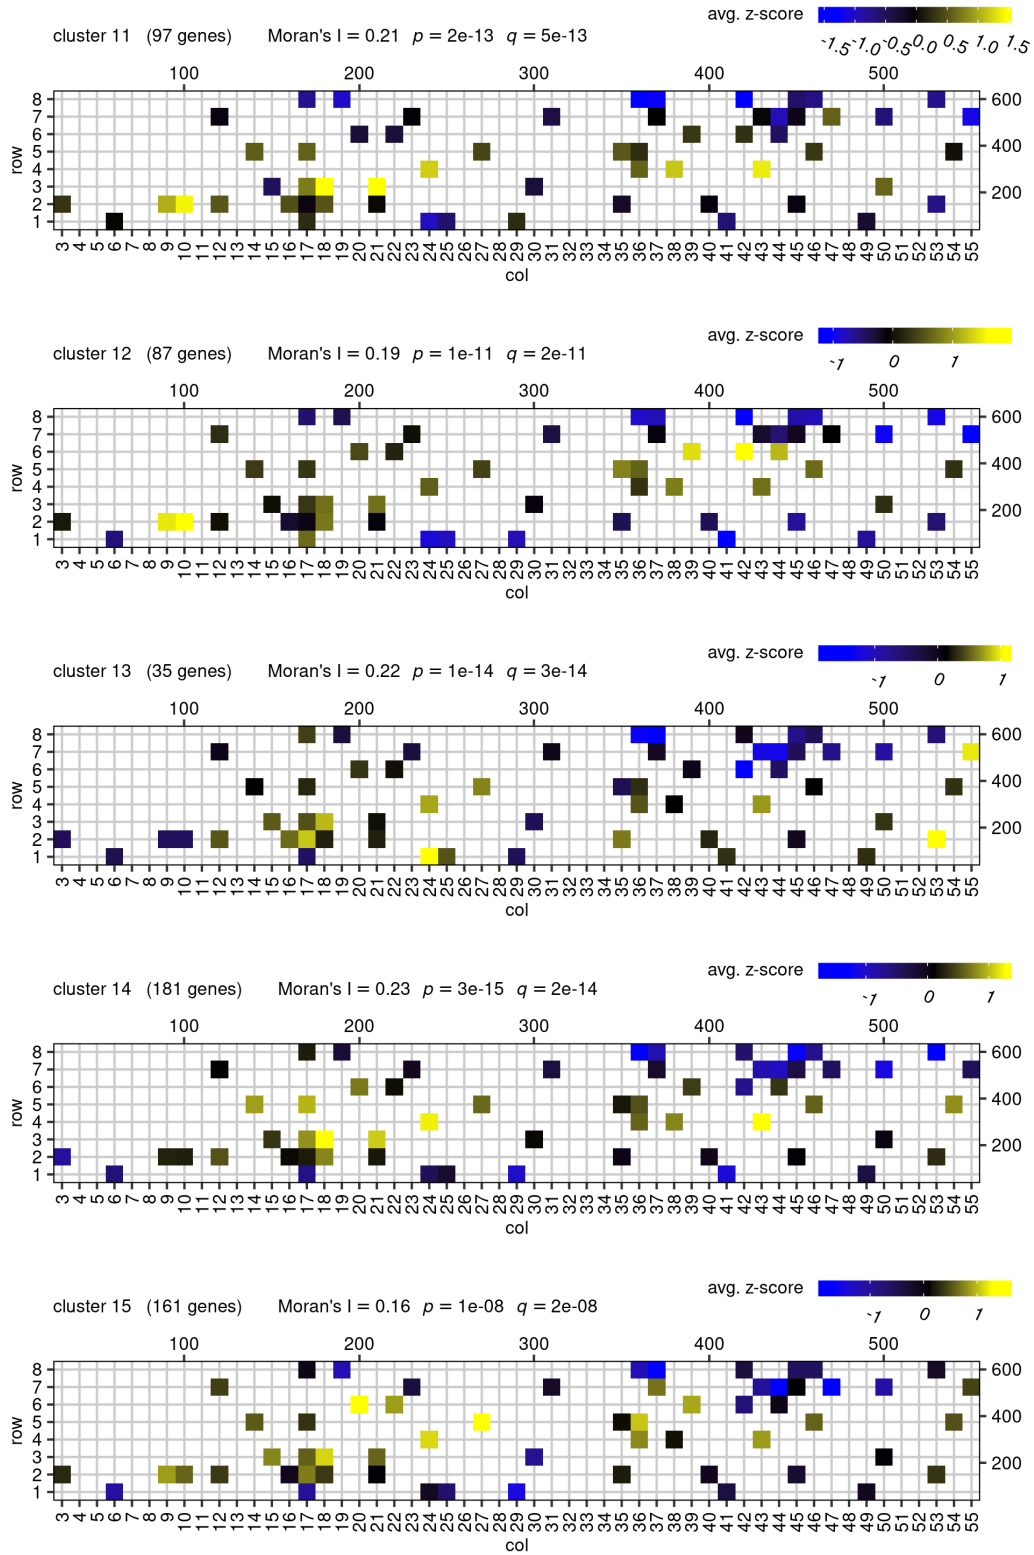 avg. z-score
cluster 11 (97 genes) Moran's I = 0.21 p = 2e-13 q = 5e-13
-1.5 -1.0 -0.5 0.0 0.5 1.0 1.5
100 200 300 400 500
8 600
7
6
5 400
4
3
2 200
1
row
3 4 5 6 7 8 9 10 11 12 13 14 15 16 17 18 19 20 21 22 23 24 25 26 27 28 29 30 31 32 33 34 35 36 37 38 39 40 41 42 43 44 45 46 47 48 49 50 51 52 53 54 55
col
avg. z-score
cluster 12 (87 genes) Moran's I = 0.19 p = 1e-11 q = 2e-11
-1 0 1
100 200 300 400 500
8 600
7
6
5 400
4
3
2 200
1
row
3 4 5 6 7 8 9 10 11 12 13 14 15 16 17 18 19 20 21 22 23 24 25 26 27 28 29 30 31 32 33 34 35 36 37 38 39 40 41 42 43 44 45 46 47 48 49 50 51 52 53 54 55
col
avg. z-score
cluster 13 (35 genes) Moran's I = 0.22 p = 1e-14 q = 3e-14
-1 0 1
100 200 300 400 500
8 600
7
6
5 400
4
3
2 200
1
row
3 4 5 6 7 8 9 10 11 12 13 14 15 16 17 18 19 20 21 22 23 24 25 26 27 28 29 30 31 32 33 34 35 36 37 38 39 40 41 42 43 44 45 46 47 48 49 50 51 52 53 54 55
col
avg. z-score
cluster 14 (181 genes) Moran's I = 0.23 p = 3e-15 q = 2e-14
-1 0 1
100 200 300 400 500
8 600
7
6
5 400
4
3
2 200
1
row
3 4 5 6 7 8 9 10 11 12 13 14 15 16 17 18 19 20 21 22 23 24 25 26 27 28 29 30 31 32 33 34 35 36 37 38 39 40 41 42 43 44 45 46 47 48 49 50 51 52 53 54 55
col
avg. z-score
cluster 15 (161 genes) Moran's I = 0.16 p = 1e-08 q = 2e-08
-1 0 1
100 200 300 400 500
8 600
7
6
5 400
4
3
2 200
1
row
3 4 5 6 7 8 9 10 11 12 13 14 15 16 17 18 19 20 21 22 23 24 25 26 27 28 29 30 31 32 33 34 35 36 37 38 39 40 41 42 43 44 45 46 47 48 49 50 51 52 53 54 55
col